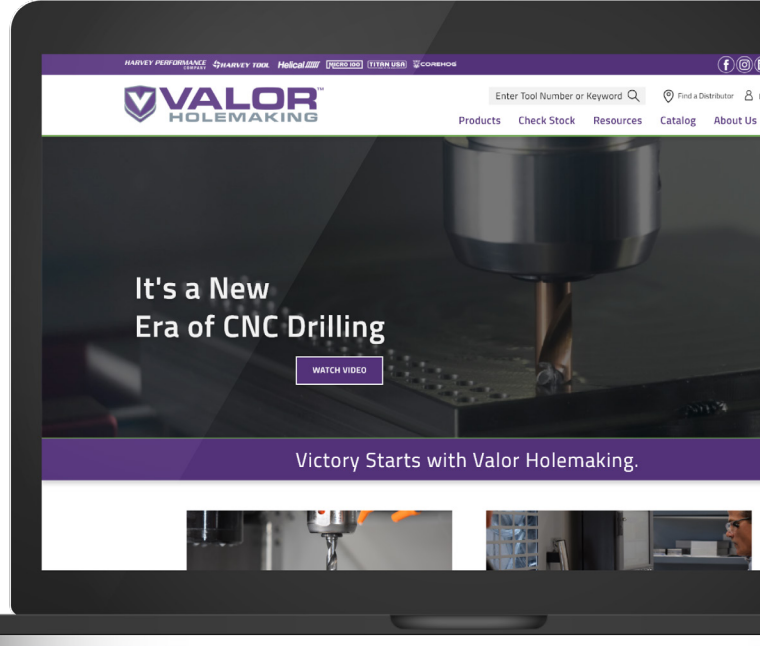 HARVEY PERFORMANCE COMPANY HARVEY TOOL Helical MICRO 100 TITAN USA COREHOG
Enter Tool Number or Keyword Find a Distributor
VALOR™
HOLEMAKING
Products Check Stock Resources Catalog About Us
It's a New
Era of CNC Drilling
WATCH VIDEO
Victory Starts with Valor Holemaking.